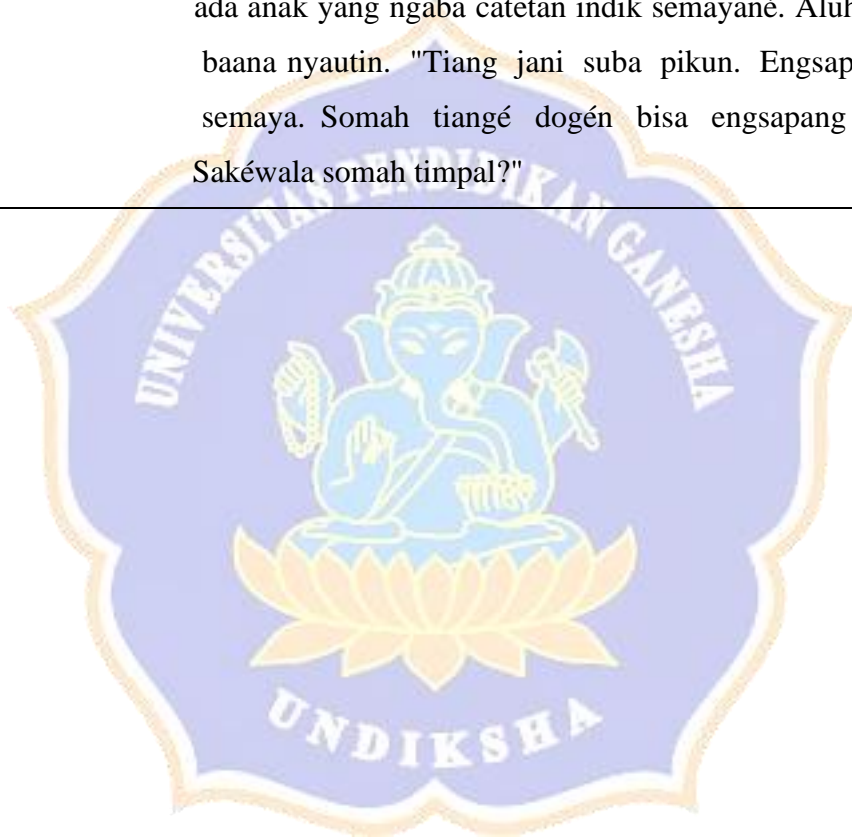 ada anak yang ngaba catetan indik semayané. Aluh
baana nyautin. "Tiang jani suba pikun. Engsap
semaya. Somah tiangé dogén bisa engsapang
Sakéwala somah timpal?"
UNIVERSITAS PENDIDIKAN GANESHA
UNDIKSHA